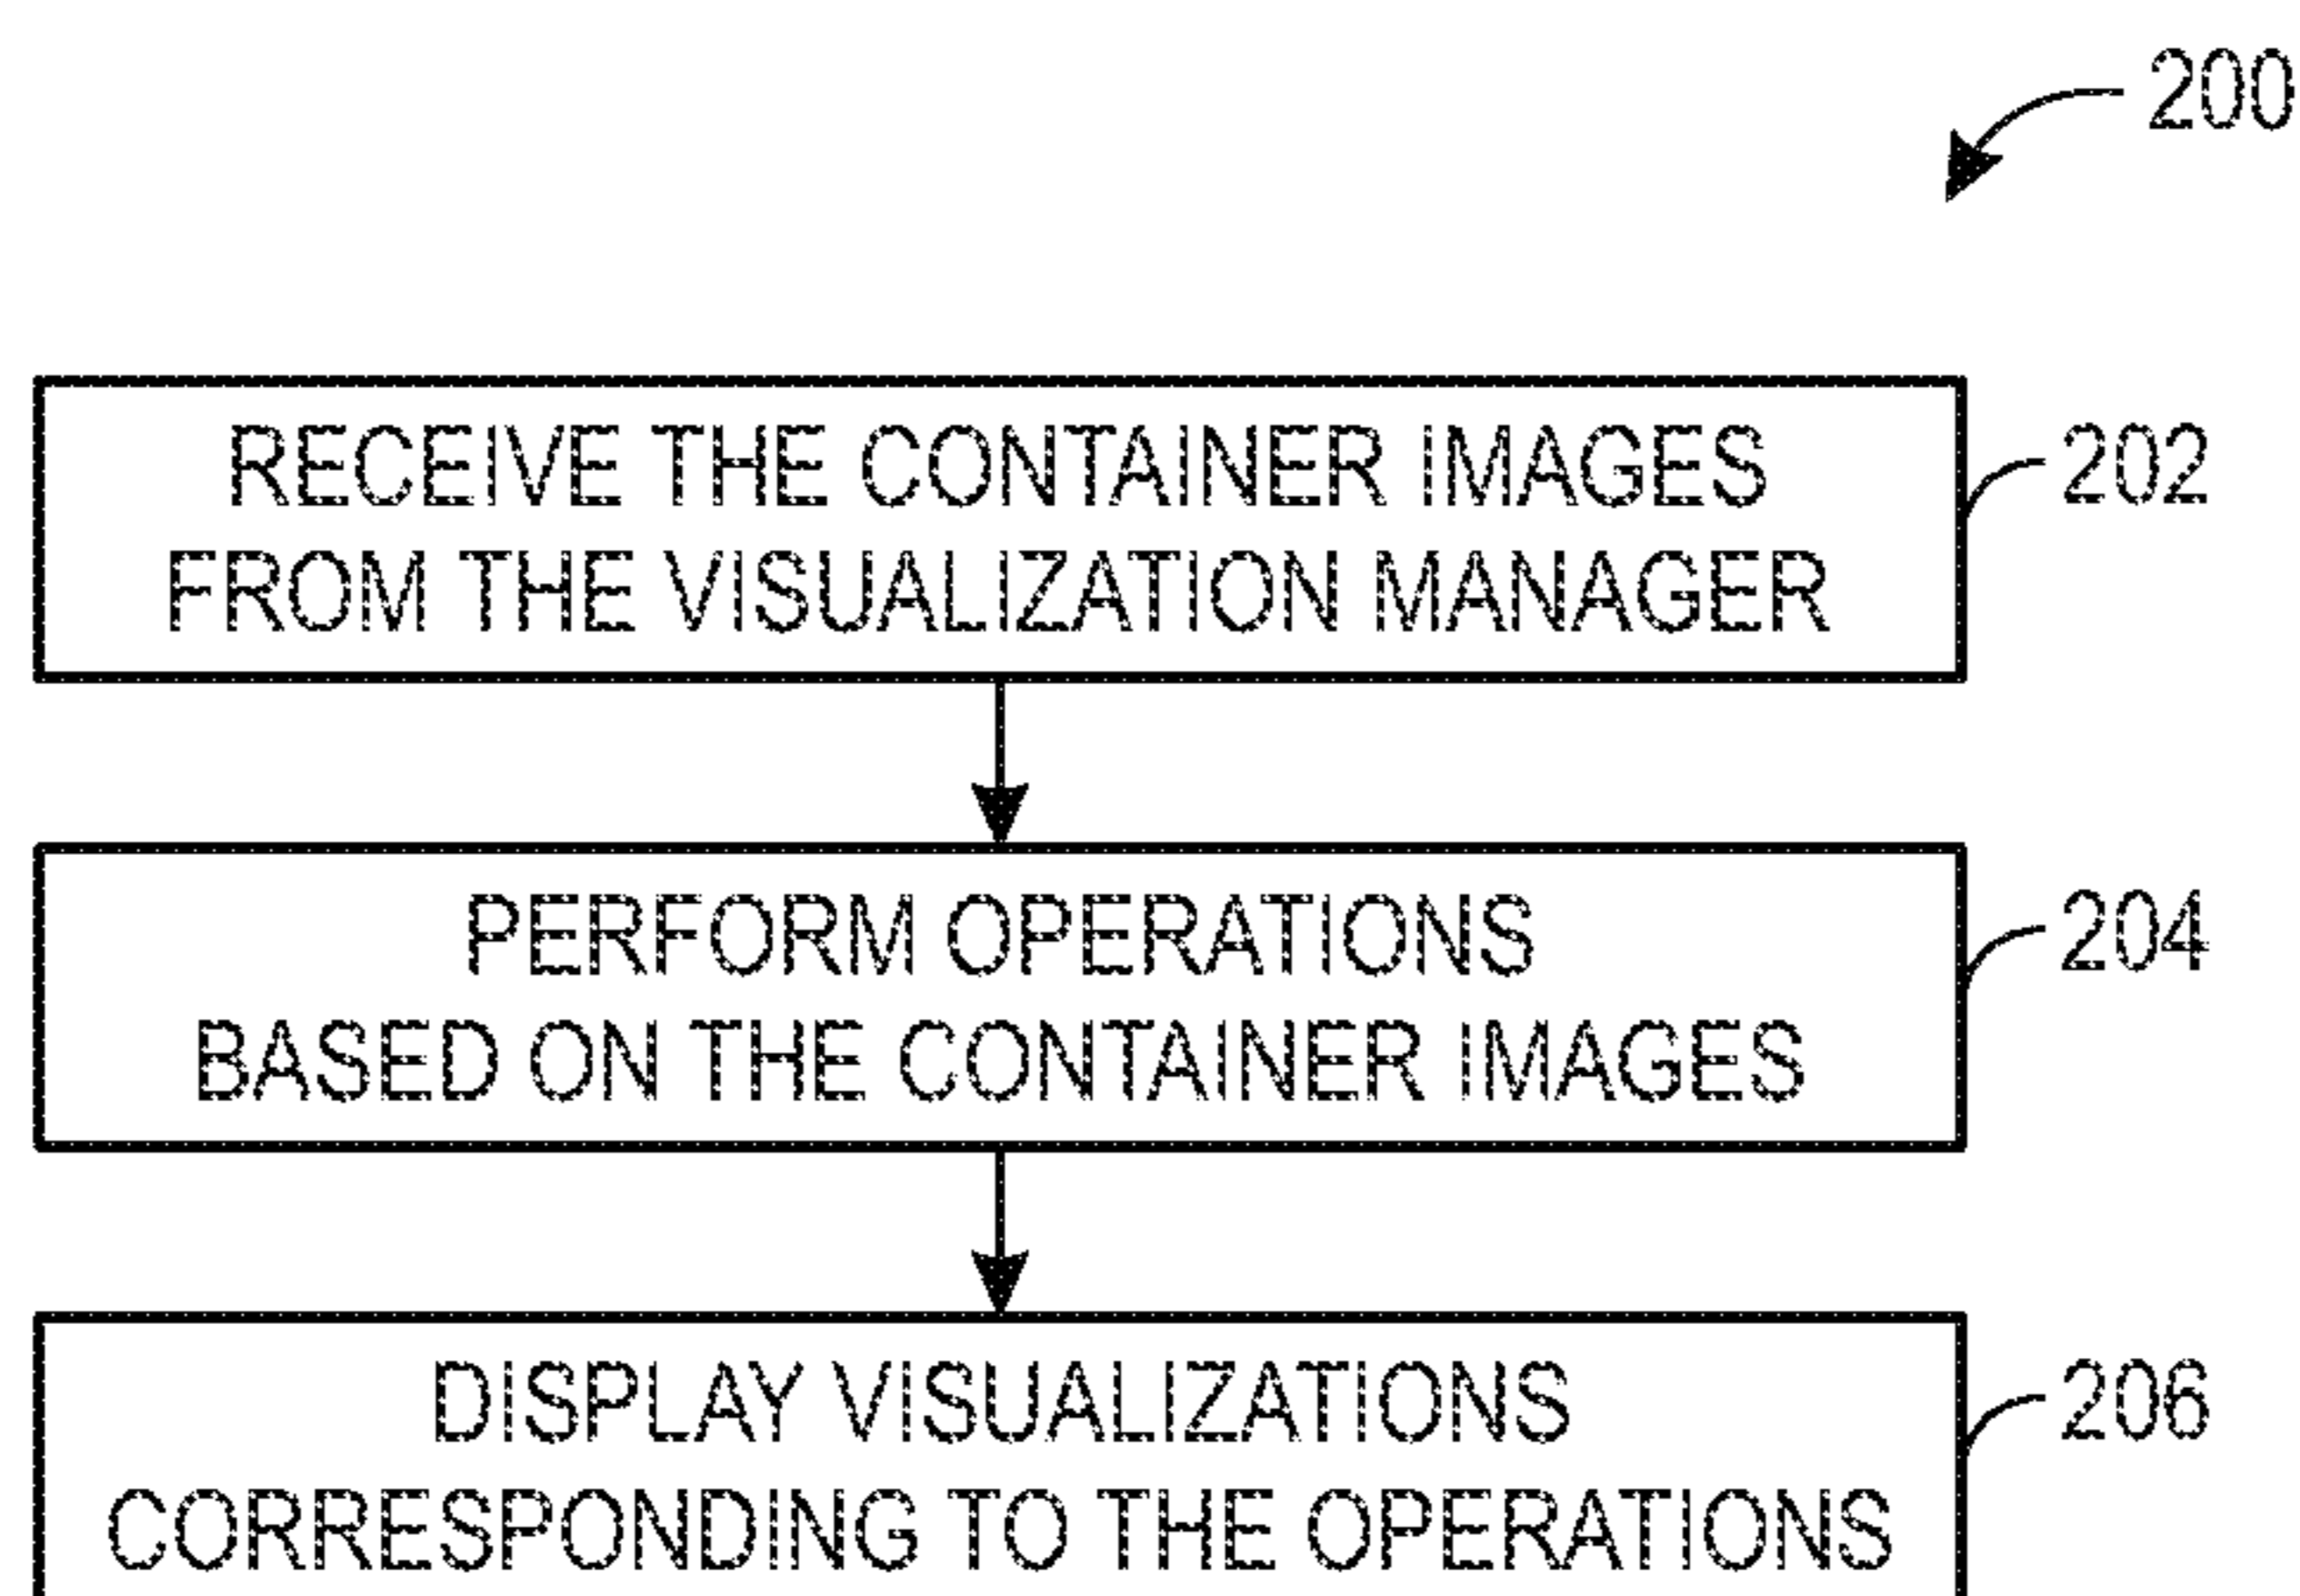 200
RECEIVE THE CONTAINER IMAGES
FROM THE VISUALIZATION MANAGER
202
PERFORM OPERATIONS
BASED ON THE CONTAINER IMAGES
204
DISPLAY VISUALIZATIONS
CORRESPONDING TO THE OPERATIONS
206